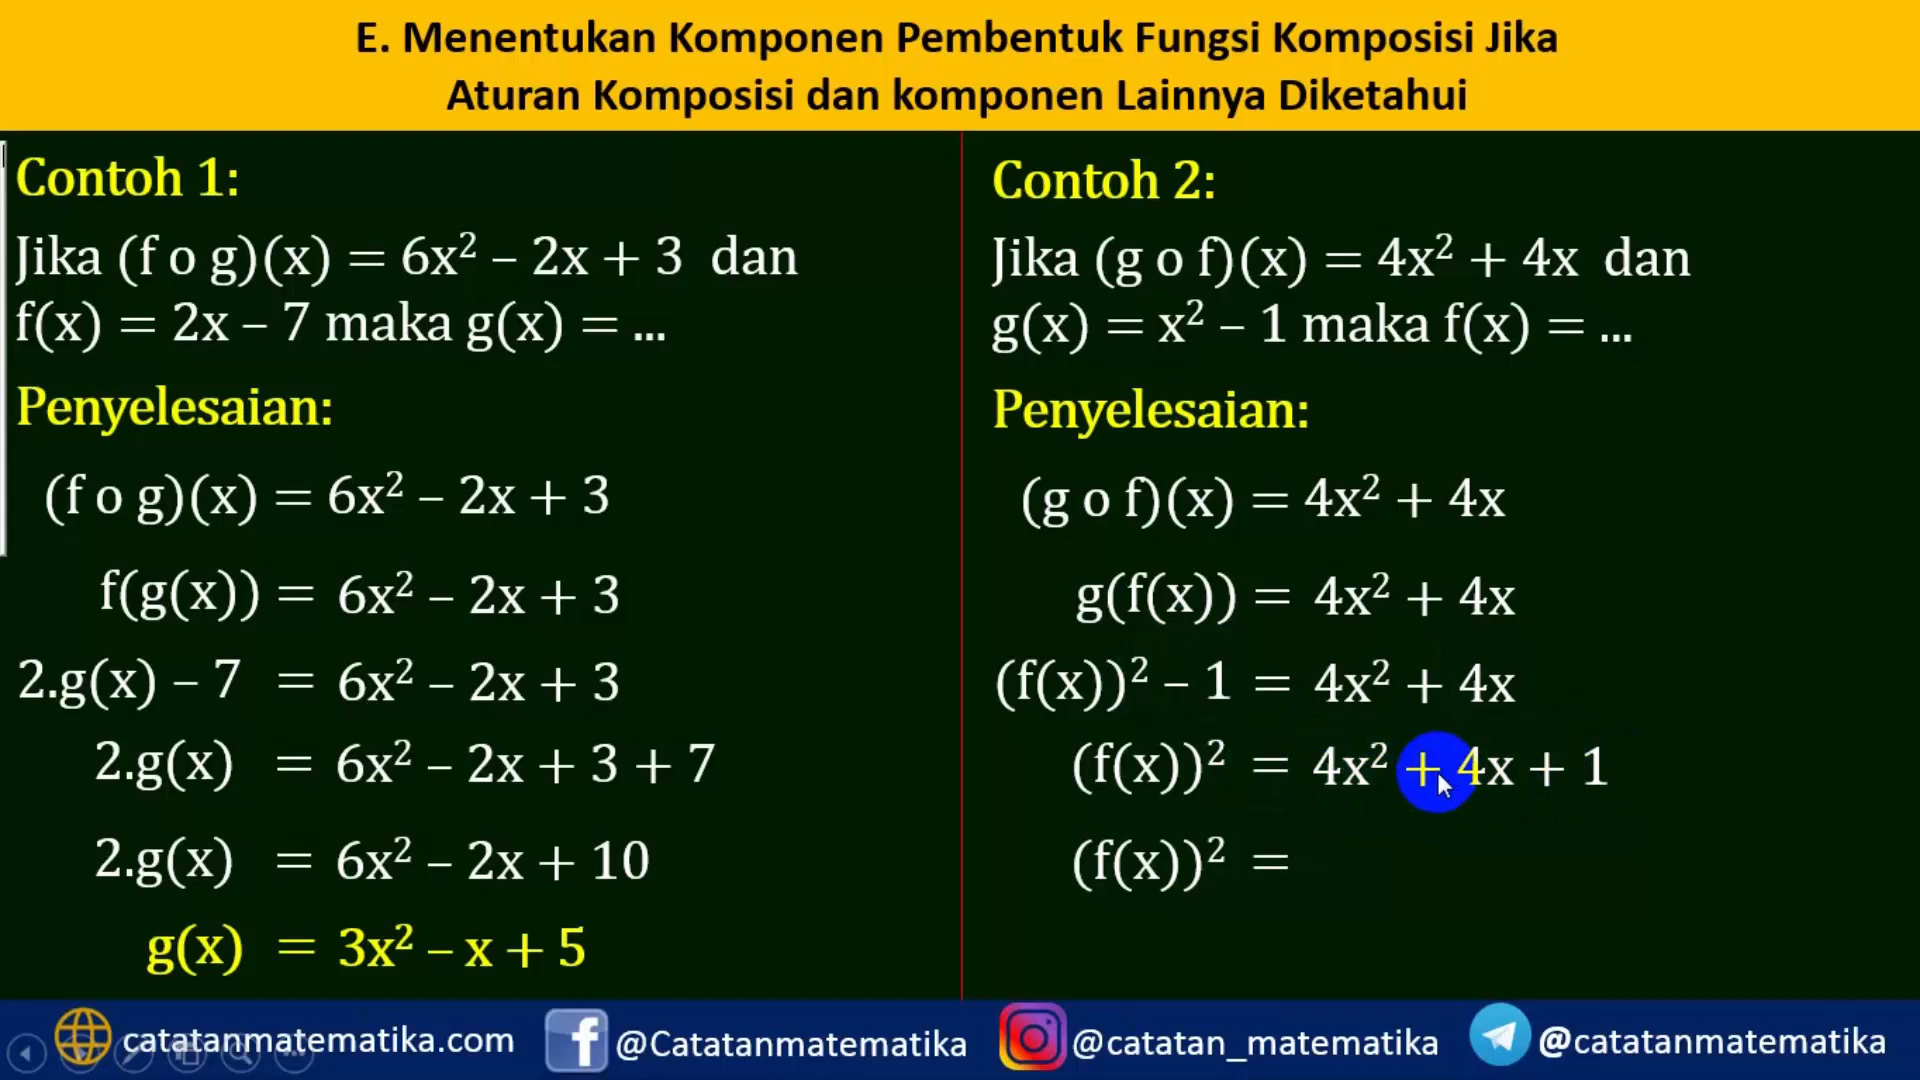 E. Menentukan Komponen Pembentuk Fungsi Komposisi Jika
Aturan Komposisi dan komponen Lainnya Diketahui
Contoh 1:
Jika (f o g)(x) = 6x² – 2x + 3 dan
f(x) = 2x – 7 maka g(x) = ...
Penyelesaian:
(f o g)(x) = 6x² – 2x + 3
f(g(x)) = 6x² – 2x + 3
2.g(x) – 7 = 6x² – 2x + 3
2.g(x) = 6x² – 2x + 3 + 7
2.g(x) = 6x² – 2x + 10
g(x) = 3x² – x + 5
Contoh 2:
Jika (g o f)(x) = 4x² + 4x dan
g(x) = x² – 1 maka f(x) = ...
Penyelesaian:
(g o f)(x) = 4x² + 4x
g(f(x)) = 4x² + 4x
(f(x))² – 1 = 4x² + 4x
(f(x))² = 4x² + 4x + 1
(f(x))² =
catatanmatematika.com
@Catatanmatematika
@catatan_matematika
@catatanmatematika